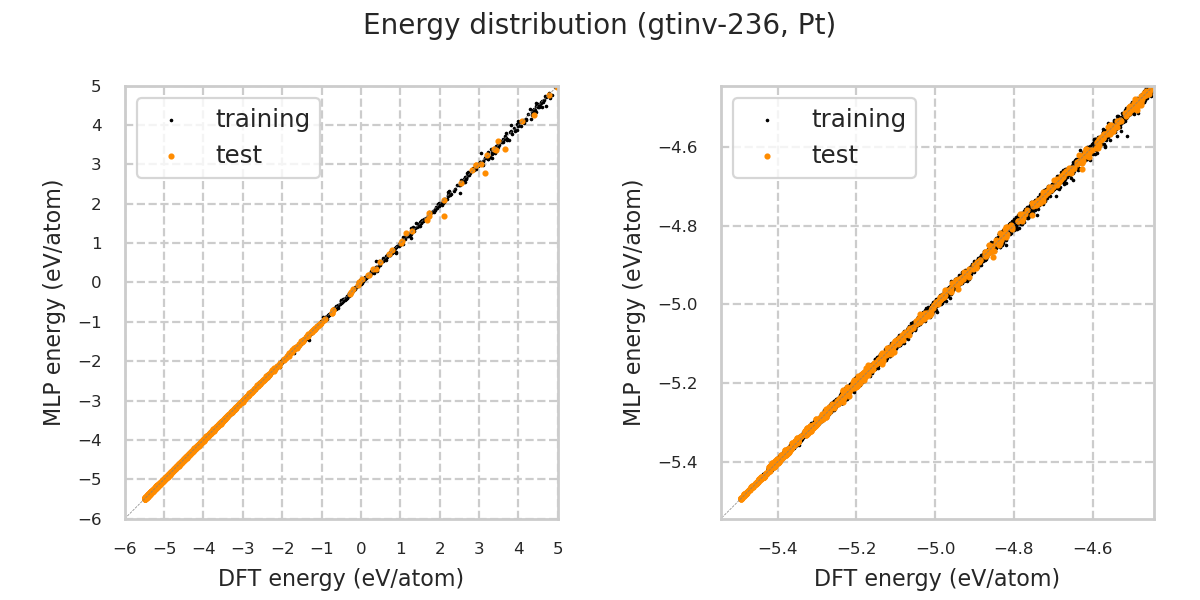 Energy distribution (gtinv-236, Pt)
training
test
5
4
3
2
1
0
−1
−2
−3
−4
−5
−6
MLP energy (eV/atom)
−6 −5 −4 −3 −2 −1 0 1 2 3 4 5
DFT energy (eV/atom)
training
test
−4.6
−4.8
−5.0
−5.2
−5.4
MLP energy (eV/atom)
−5.4 −5.2 −5.0 −4.8 −4.6
DFT energy (eV/atom)